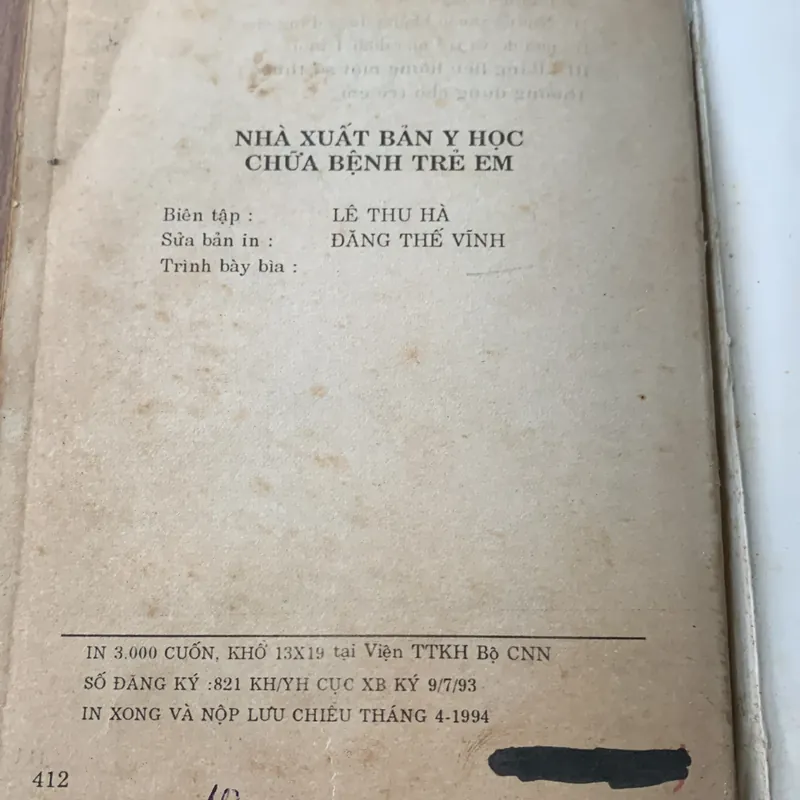 NHÀ XUẤT BẢN Y HỌC
CHỮA BỆNH TRẺ EM
Biên tập : LÊ THU HÀ
Sửa bản in : ĐĂNG THẾ VĨNH
Trình bày bìa :
IN 3.000 CUỐN, KHỔ 13X19 tại Viện TTKH Bộ CNN
SỐ ĐĂNG KÝ :821 KH/YH CỤC XB KÝ 9/7/93
IN XONG VÀ NỘP LƯU CHIỂU THÁNG 4-1994
412